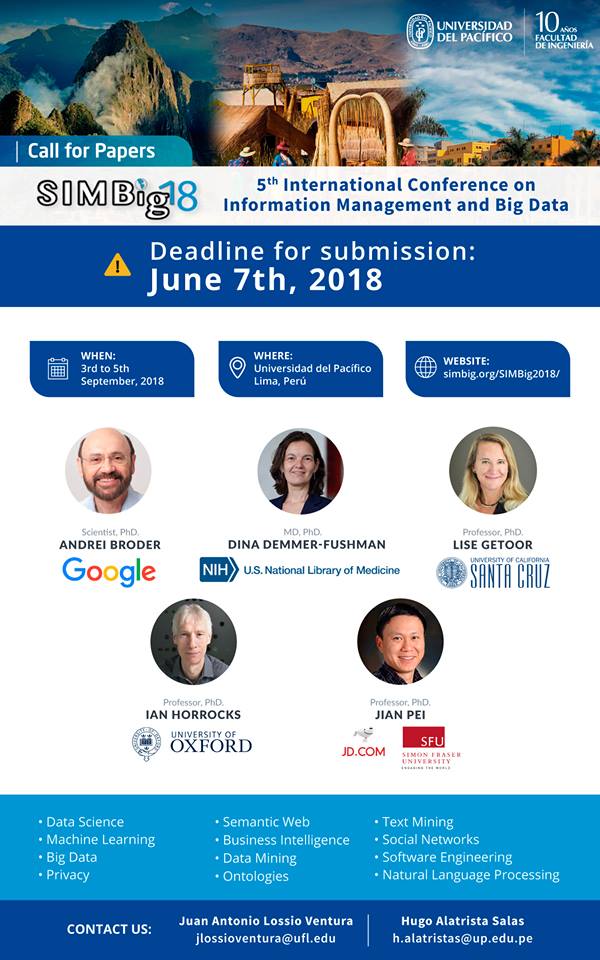 UNIVERSIDAD
DEL PACÍFICO
10 AÑOS
FACULTAD
DE INGENIERÍA
Call for Papers
SIMBig18
5th International Conference on
Information Management and Big Data
Deadline for submission:
June 7th, 2018
WHEN:
3rd to 5th
September, 2018
WHERE:
Universidad del Pacífico
Lima, Perú
WEBSITE:
simbig.org/SIMBig2018/
Scientist, PhD.
ANDREI BRODER
Google
MD, PhD.
DINA DEMMER-FUSHMAN
NIH U.S. National Library of Medicine
Professor, PhD.
LISE GETOOR
UNIVERSITY OF CALIFORNIA
SANTA CRUZ
Professor, PhD.
IAN HORROCKS
UNIVERSITY OF
OXFORD
Professor, PhD.
JIAN PEI
JD.COM
SFU
SIMON FRASER
UNIVERSITY
ENGAGING THE WORLD
• Data Science
• Machine Learning
• Big Data
• Privacy
• Semantic Web
• Business Intelligence
• Data Mining
• Ontologies
• Text Mining
• Social Networks
• Software Engineering
• Natural Language Processing
CONTACT US:
Juan Antonio Lossio Ventura
jlossioventura@ufl.edu
Hugo Alatrista Salas
h.alatristas@up.edu.pe